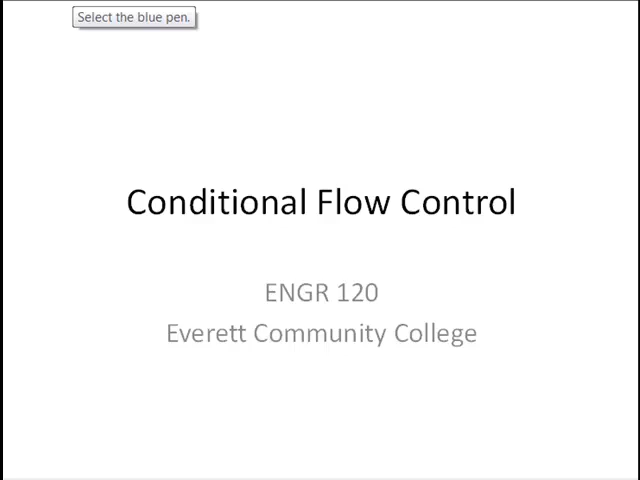 Select the blue pen.
Conditional Flow Control
ENGR 120
Everett Community College